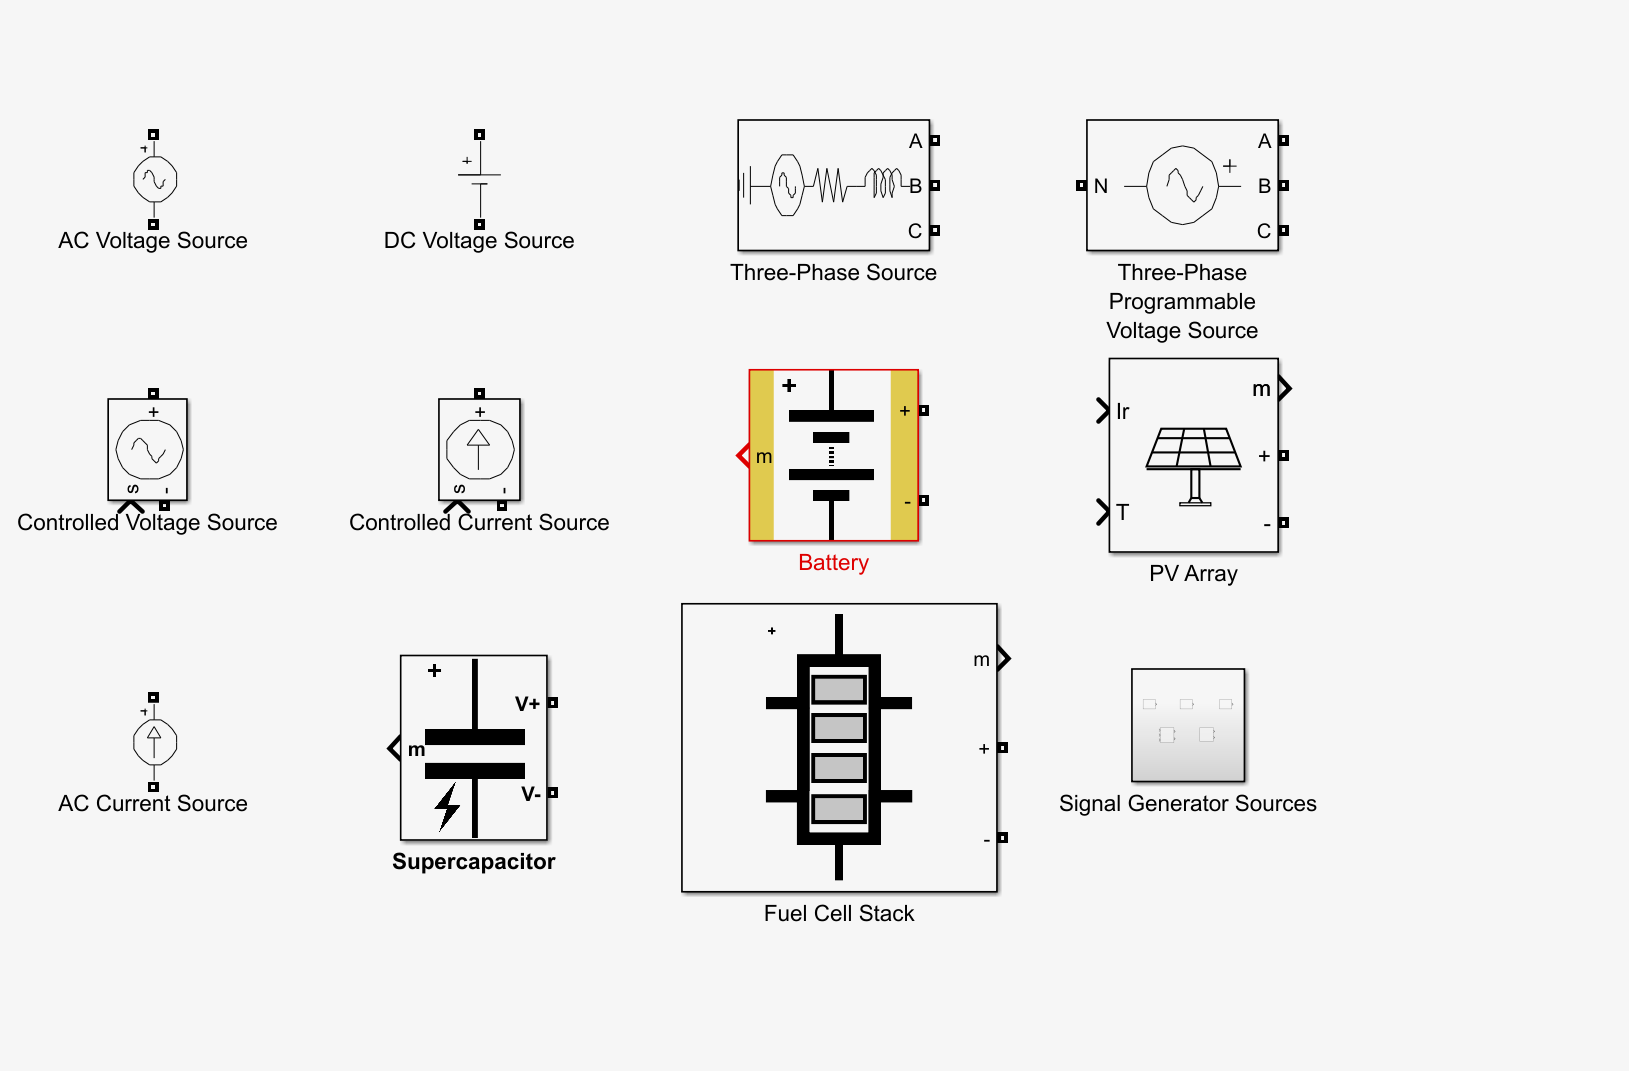 +
AC Voltage Source
+
DC Voltage Source
A
B
C
Three-Phase Source
N
+
A
B
C
Three-Phase
Programmable
Voltage Source
+
s -
Controlled Voltage Source
+
s -
Controlled Current Source
+
+
m
-
Battery
m
Ir
+
T
-
PV Array
+
AC Current Source
+
V+
m
V-
Supercapacitor
+
m
+
-
Fuel Cell Stack
Signal Generator Sources